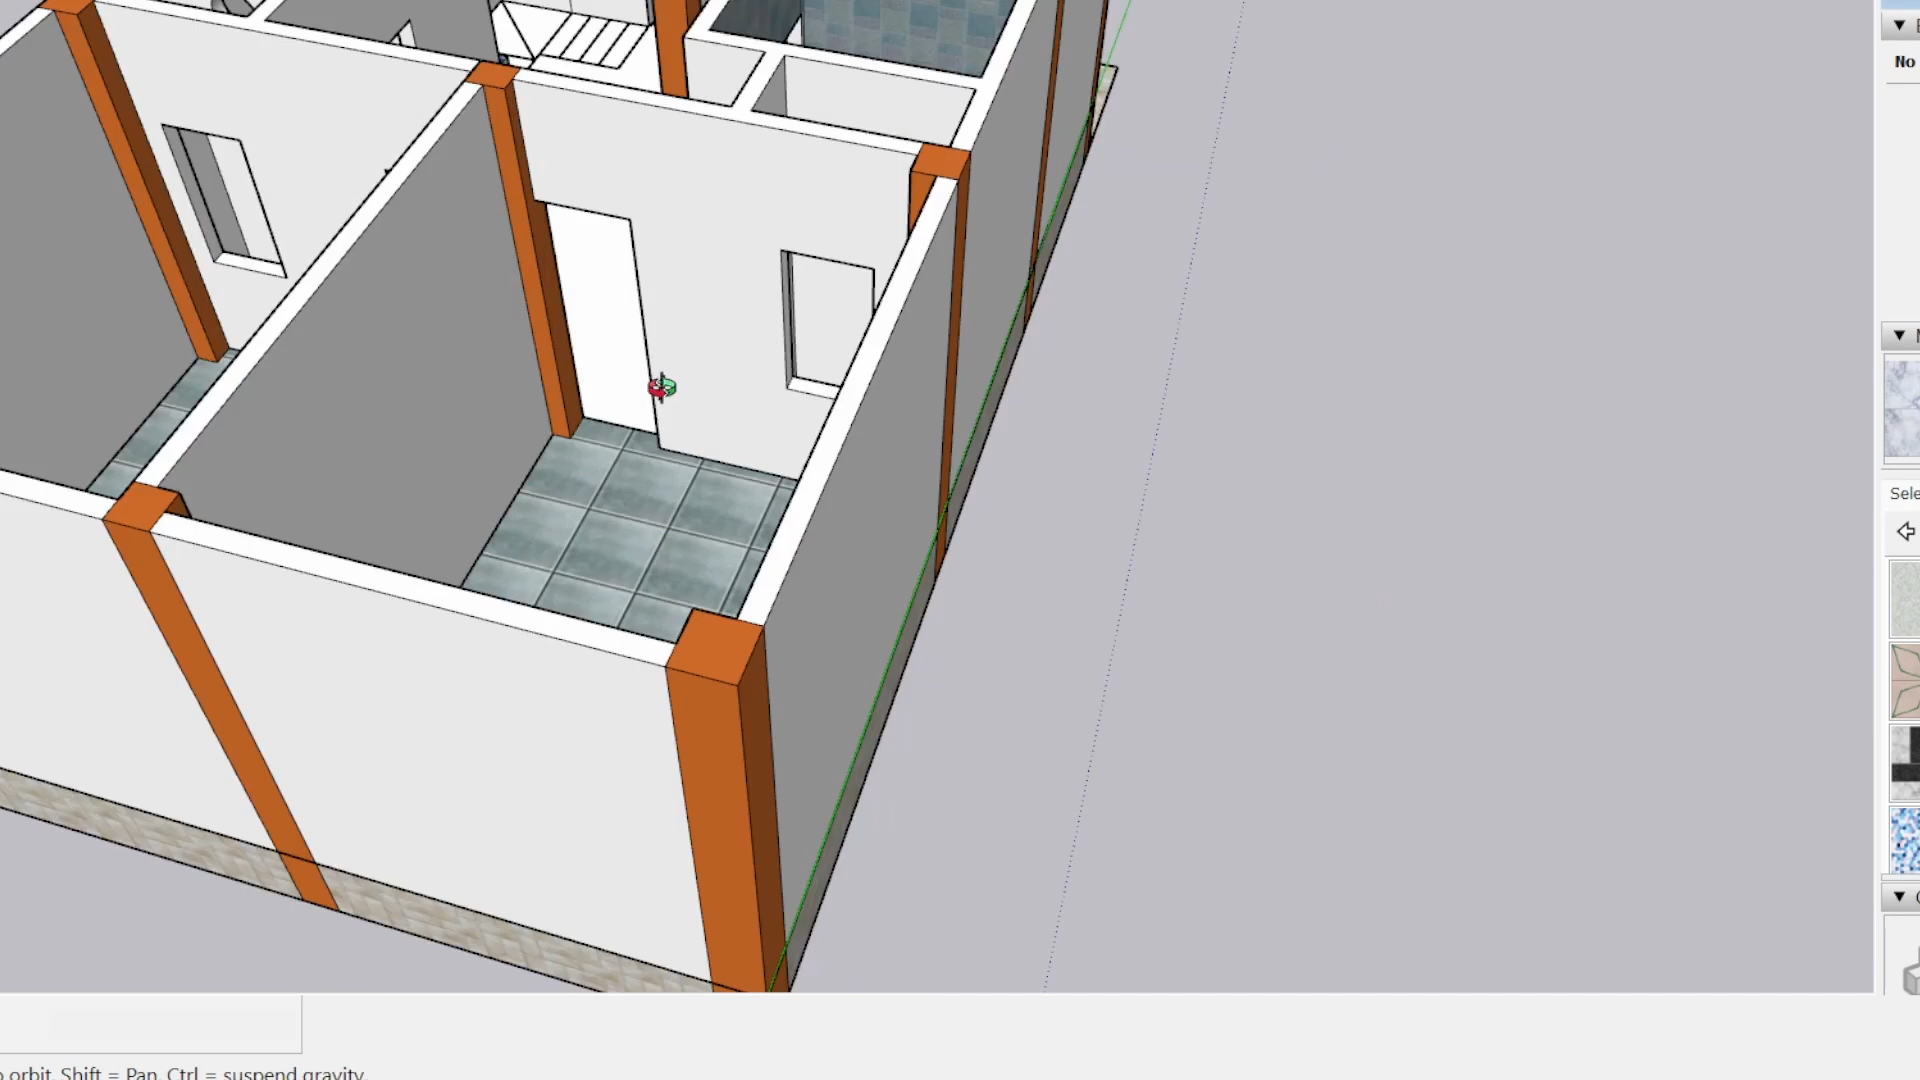 No
Sele
o orbit. Shift = Pan, Ctrl = suspend gravity.